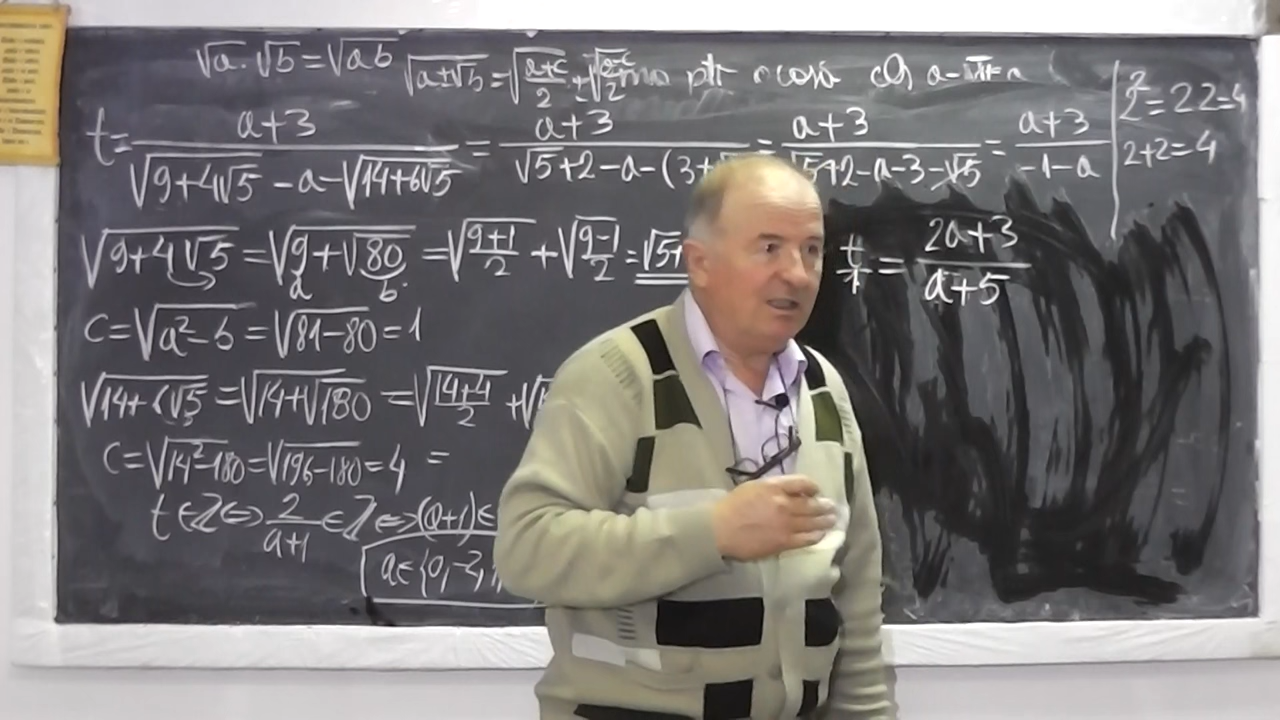 √a · √b = √ab
√a±√b = √(a+c)/2 ± √(a-c)/2
t = (a+3)/(√9+4√5 - a - √14+6√5) = (a+3)/(√5+2-a-(3+ = (a+3)/(√5+2-a-3-√5) = (a+3)/(-1-a)
2² = 2·2=4
2+2=4
√9+4√5 = √9+√80 = √(9+1)/2 + √(9-1)/2 = √5+
a b
C = √a²-b = √81-80 = 1
√14+6√5 = √14+√180 = √(14+4)/2 + √
C = √14²-180 = √196-180 = 4 =
t∈Z ⇔ 2/(a+1) ∈ Z ⇔ (a+1)∈
a∈{0,-2,
= (2a+3)/(a+5)